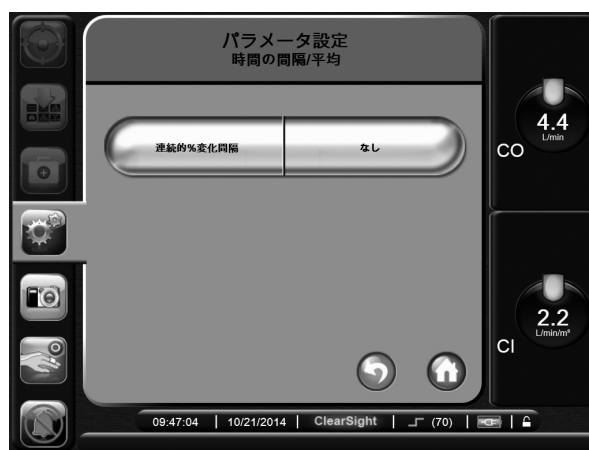 パラメータ設定
時間の間隔/平均
連続的%変化間隔 なし
4.4
L/min
CO
2.2
L/min/m²
CI
09:47:04 | 10/21/2014 | ClearSight | (70)